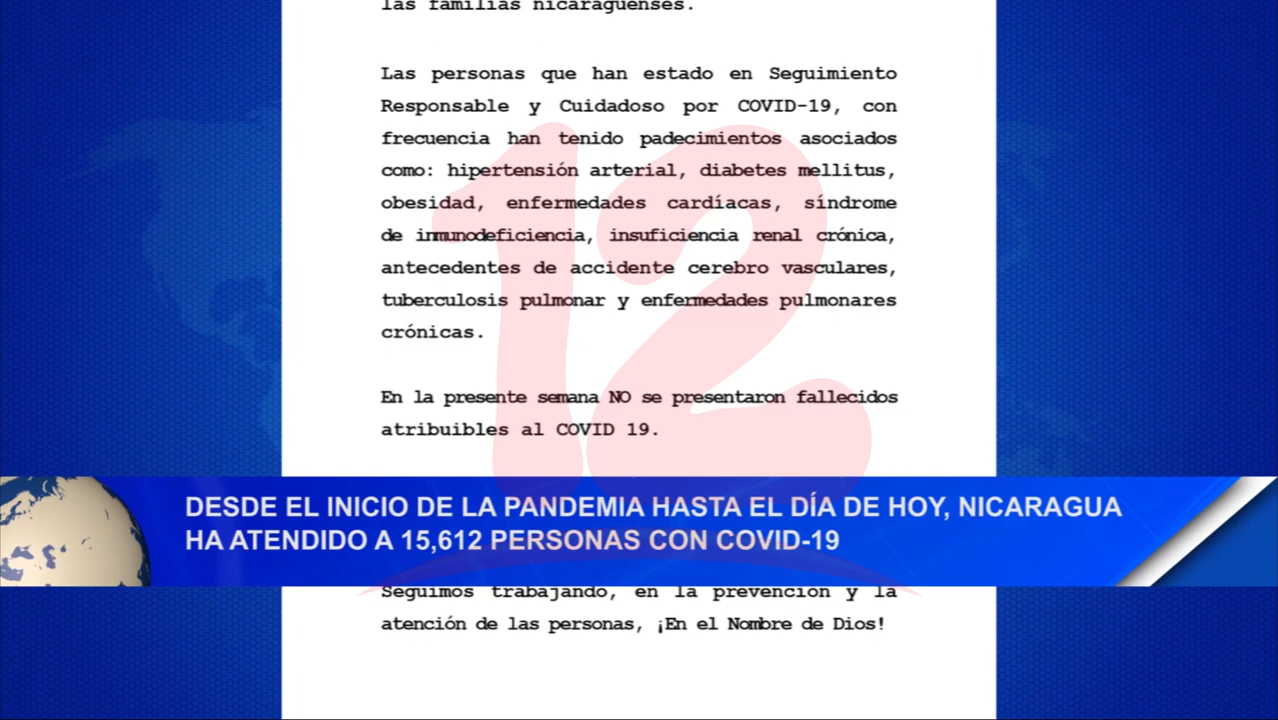 las familias nicaragüenses.
Las personas que han estado en Seguimiento
Responsable y Cuidadoso por COVID-19, con
frecuencia han tenido padecimientos asociados
como: hipertensión arterial, diabetes mellitus,
obesidad, enfermedades cardíacas, síndrome
de inmunodeficiencia, insuficiencia renal crónica,
antecedentes de accidente cerebro vasculares,
tuberculosis pulmonar y enfermedades pulmonares
crónicas.
En la presente semana NO se presentaron fallecidos
atribuibles al COVID 19.
12
DESDE EL INICIO DE LA PANDEMIA HASTA EL DÍA DE HOY, NICARAGUA
HA ATENDIDO A 15,612 PERSONAS CON COVID-19
Seguimos trabajando, en la prevención y la
atención de las personas, ¡En el Nombre de Dios!